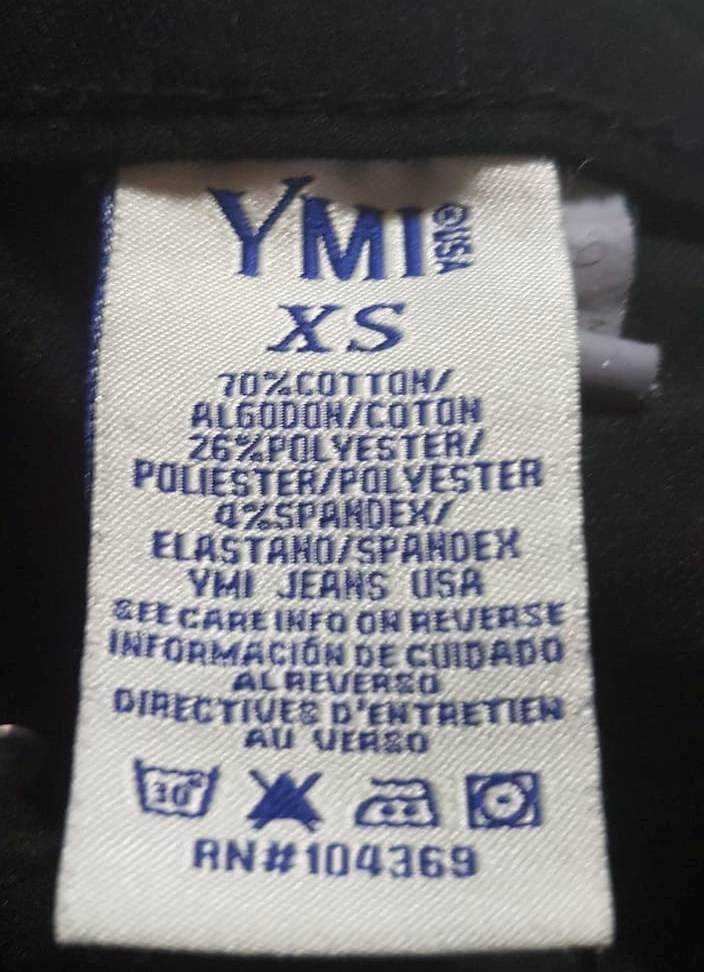 YMI ©USA
XS
70%COTTON/
ALGODON/COTON
26%POLYESTER/
POLIESTER/POLYESTER
4%SPANDEX/
ELASTANO/SPANDEX
YMI JEANS USA
SEE CARE INFO ON REVERSE
INFORMACIÓN DE CUIDADO
AL REVERSO
DIRECTIVES D'ENTRETIEN
AU VERSO
30°
RN#104369